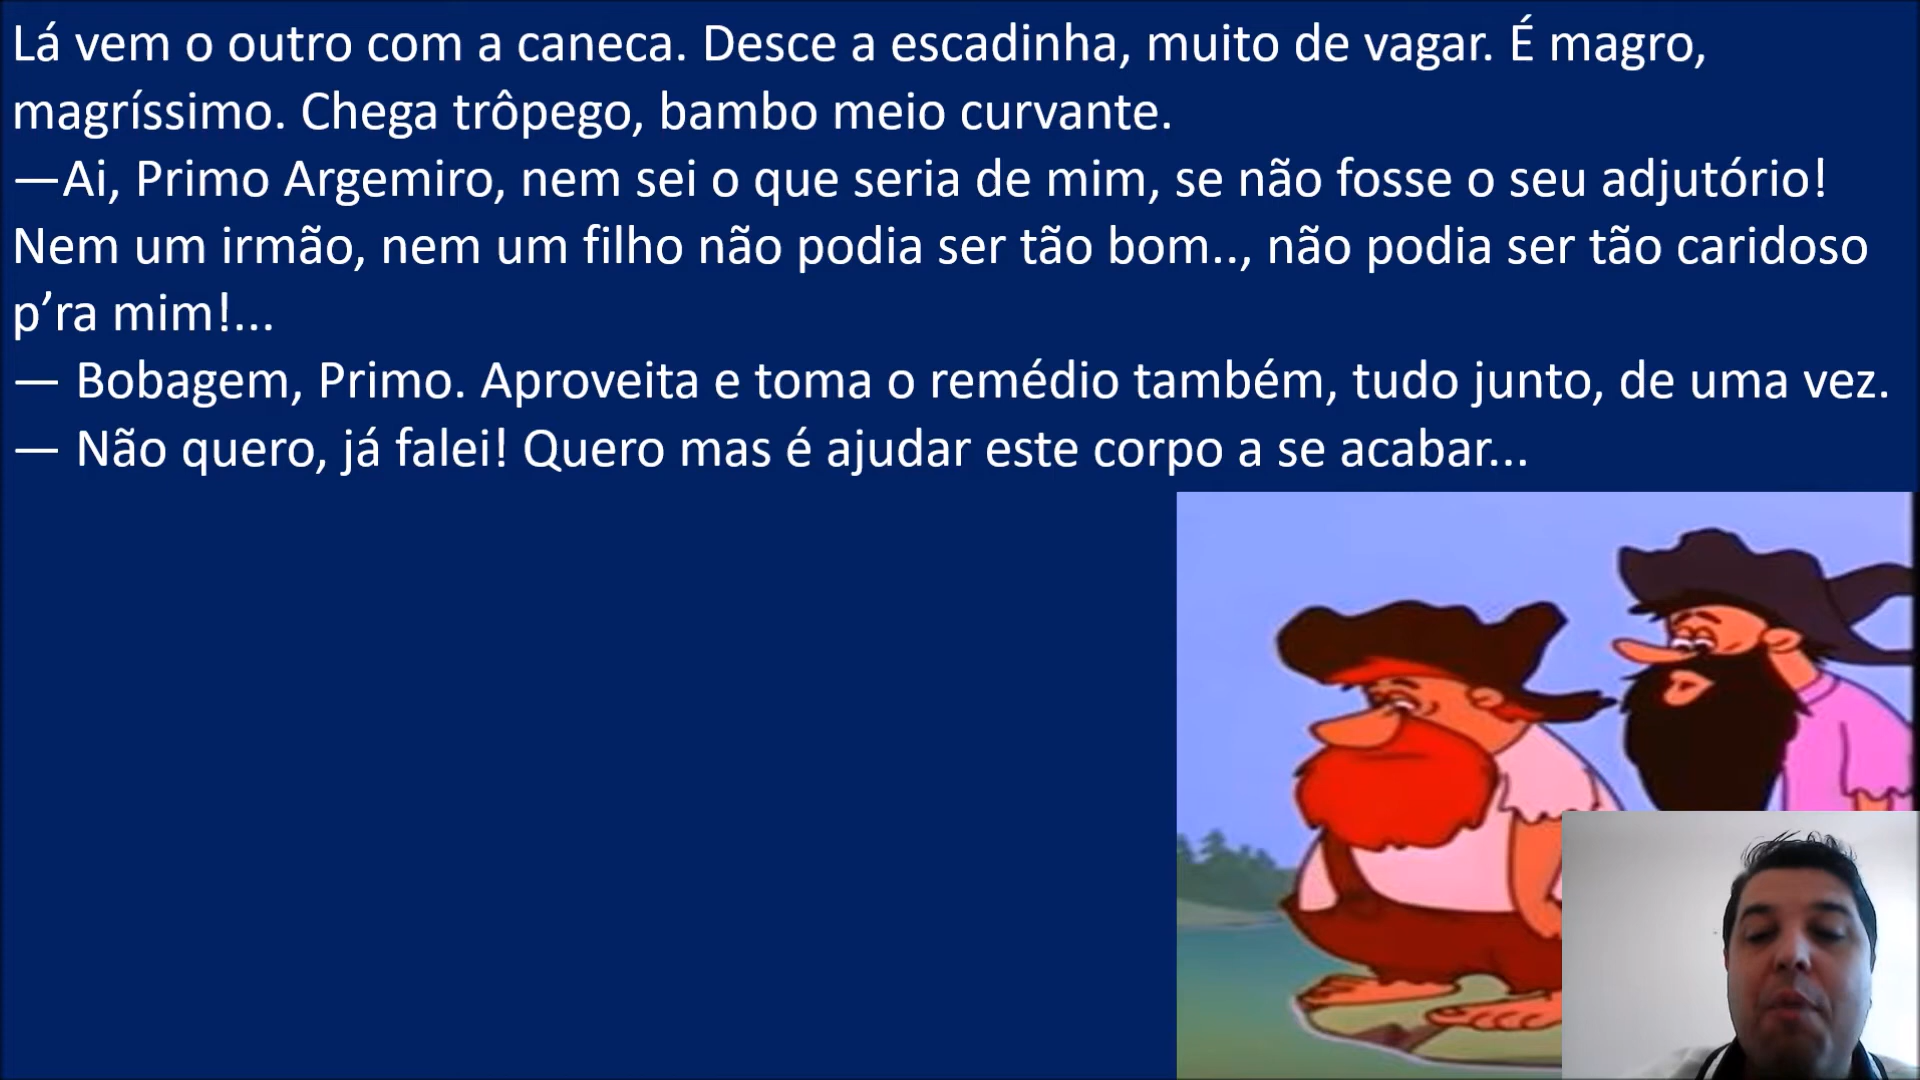 Lá vem o outro com a caneca. Desce a escadinha, muito de vagar. É magro,
magríssimo. Chega trôpego, bambo meio curvante.
—Ai, Primo Argemiro, nem sei o que seria de mim, se não fosse o seu adjutório!
Nem um irmão, nem um filho não podia ser tão bom.., não podia ser tão caridoso
p’ra mim!...
— Bobagem, Primo. Aproveita e toma o remédio também, tudo junto, de uma vez.
— Não quero, já falei! Quero mas é ajudar este corpo a se acabar...